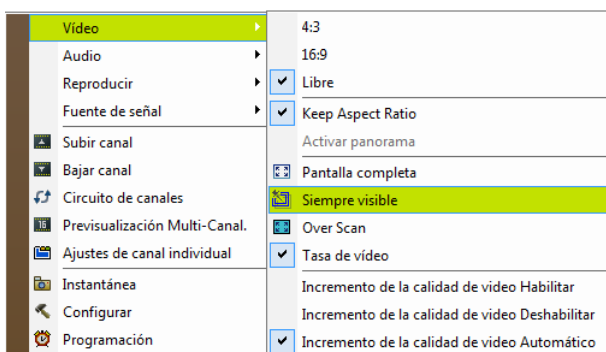 Vídeo
Audio
Reproducir
Fuente de señal
Subir canal
Bajar canal
Circuito de canales
15
Previsualización Multi-Canal.
Ajustes de canal individual
Instantánea
Configurar
Programación
4:3
16:9
Libre
Keep Aspect Ratio
Activar panorama
Pantalla completa
Siempre visible
Over Scan
Tasa de vídeo
Incremento de la calidad de video Habilitar
Incremento de la calidad de video Deshabilitar
Incremento de la calidad de video Automático